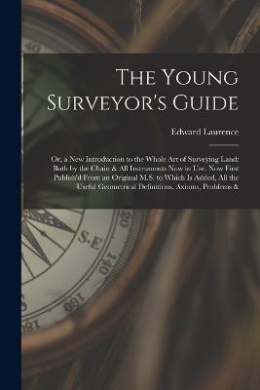 The Young
Surveyor's Guide
Edward Laurence
Or, a New Introduction to the Whole Art of Surveying Land: 
Both by the Chain & All Instruments Now in Use. Now First
Publish'd From an Original M.S. to Which Is Added, All the
Useful Geometrical Definitions, Axioms, Problems &